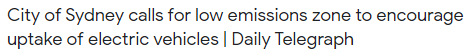 City of Sydney calls for low emissions zone to encourage
uptake of electric vehicles | Daily Telegraph